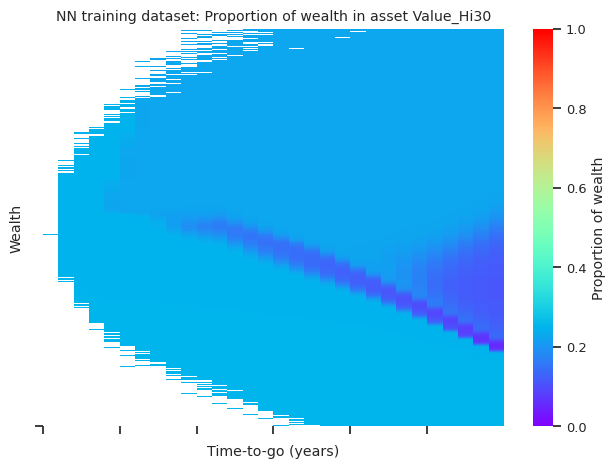 NN training dataset: Proportion of wealth in asset Value_Hi30
Wealth
Time-to-go (years)
1.0
0.8
0.6
0.4
0.2
0.0
Proportion of wealth